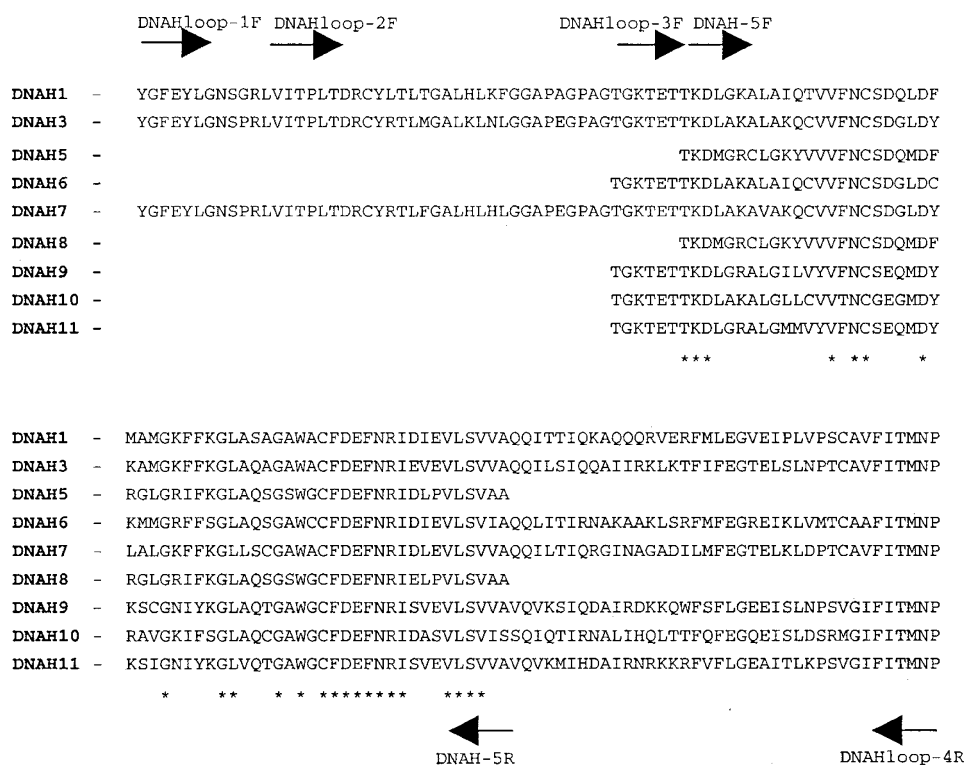 DNAHloop-1F DNAHloop-2F DNAHloop-3F DNAH-5F
DNAH1 - YGFEYLGNSGRLVITPLTDRCYLTLTGALHLKFGGAPAGPAGTGKTETTKDLGKALAIQTVVFNCSDQLDF
DNAH3 - YGFEYLGNSPRLVITPLTDRCYRTLMGALKLNLGGAPEGPAGTGKTETTKDLAKALAKQCVVFNCSDGLDY
DNAH5 - TKDMGRCLGKYVVVFNCSDQMDF
DNAH6 - TGKTETTKDLAKALAIQCVVFNCSDGLDC
DNAH7 - YGFEYLGNSPRLVITPLTDRCYRTLFGALHLHLGGAPEGPAGTGKTETTKDLAKAVAKQCVVFNCSDGLDY
DNAH8 - TKDMGRCLGKYVVVFNCSDQMDF
DNAH9 - TGKTETTKDLGRALGILVYVFNCSEQMDY
DNAH10 - TGKTETTKDLAKALGLLCVVTNCGEGMDY
DNAH11 - TGKTETTKDLGRALGMMVYVFNCSEQMDY
*** * ** *
DNAH1 - MAMGKFFKGLASAGAWACFDEFNRIDIEVLSVVAQQITTIQKAQQQRVERFMLEGVEIPLVPSCAVFITMNP
DNAH3 - KAMGKFFKGLAQAGAWACFDEFNRIEVEVLSVVAQQILSIQQAIIRKLKTFIFEGTELSLNPTCAVFITMNP
DNAH5 - RGLGRIFKGLAQSGSWGCFDEFNRIDLPVLSVAA
DNAH6 - KMMGRFFSGLAQSGAWCCFDEFNRIDIEVLSVIAQQLITIRNAKAAKLSRFMFEGREIKLVMTCAAFITMNP
DNAH7 - LALGKFFKGLLSCGAWACFDEFNRIDLEVLSVVAQQILTIQRGINAGADILMFEGTELKLDPTCAVFITMNP
DNAH8 - RGLGRIFKGLAQSGSWGCFDEFNRIELPVLSVAA
DNAH9 - KSCGNIYKGLAQTGAWGCFDEFNRISVEVLSVVAVQVKSIQDAIRDKKQWFSFLGEEISLNPSVGIFITMNP
DNAH10 - RAVGKIFSGLAQCGAWGCFDEFNRIDASVLSVISSQIQTIRNALIHQLTTFQFEGQEISLDSRMGIFITMNP
DNAH11 - KSIGNIYKGLVQTGAWGCFDEFNRISVEVLSVVAVQVKMIHDAIRNRKKRFVFLGEAITLKPSVGIFITMNP
* ** * * ******** ****
DNAH-5R DNAHloop-4R